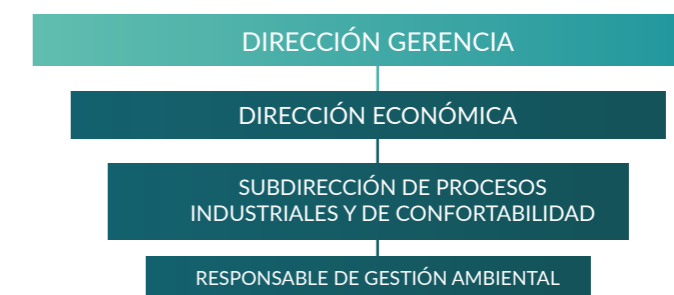 DIRECCIÓN GERENCIA
DIRECCIÓN ECONÓMICA
SUBDIRECCIÓN DE PROCESOS
INDUSTRIALES Y DE CONFORTABILIDAD
RESPONSABLE DE GESTIÓN AMBIENTAL